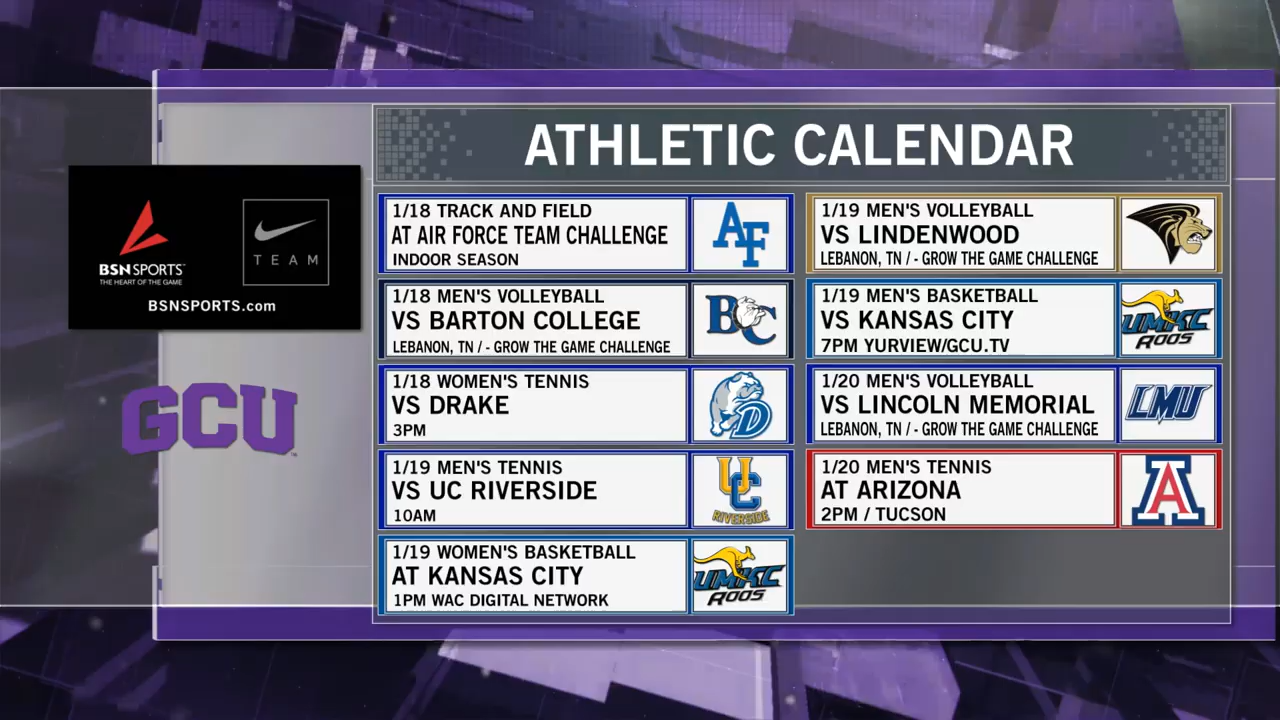 ATHLETIC CALENDAR
BSN SPORTS™
THE HEART OF THE GAME
TEAM
BSNSPORTS.com
GCU™
1/18 TRACK AND FIELD
AT AIR FORCE TEAM CHALLENGE
INDOOR SEASON
AF
1/18 MEN'S VOLLEYBALL
VS BARTON COLLEGE
LEBANON, TN / - GROW THE GAME CHALLENGE
BC
1/18 WOMEN'S TENNIS
VS DRAKE
3PM
D
1/19 MEN'S TENNIS
VS UC RIVERSIDE
10AM
UC
RIVERSIDE
1/19 WOMEN'S BASKETBALL
AT KANSAS CITY
1PM WAC DIGITAL NETWORK
UMKC
ROOS
1/19 MEN'S VOLLEYBALL
VS LINDENWOOD
LEBANON, TN / - GROW THE GAME CHALLENGE
1/19 MEN'S BASKETBALL
VS KANSAS CITY
7PM YURVIEW/GCU.TV
UMKC
ROOS
1/20 MEN'S VOLLEYBALL
VS LINCOLN MEMORIAL
LEBANON, TN / - GROW THE GAME CHALLENGE
LMU
1/20 MEN'S TENNIS
AT ARIZONA
2PM / TUCSON
A